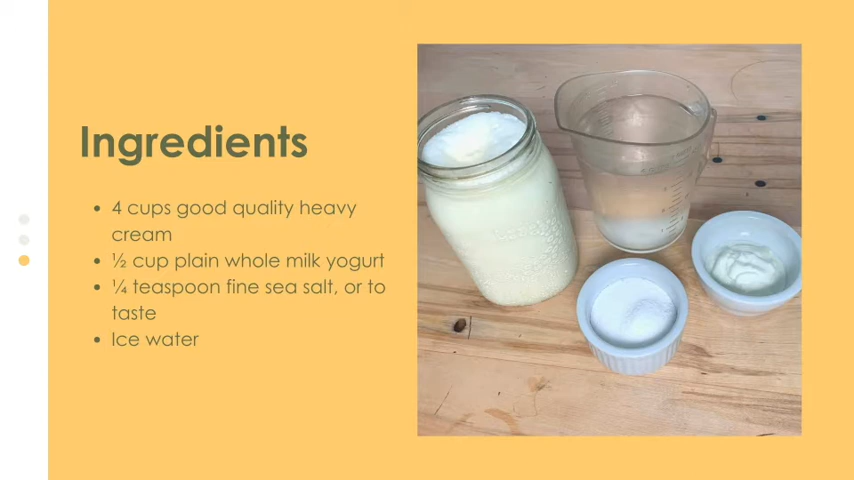 Ingredients
• 4 cups good quality heavy
cream
• ½ cup plain whole milk yogurt
• ¼ teaspoon fine sea salt, or to
taste
• Ice water